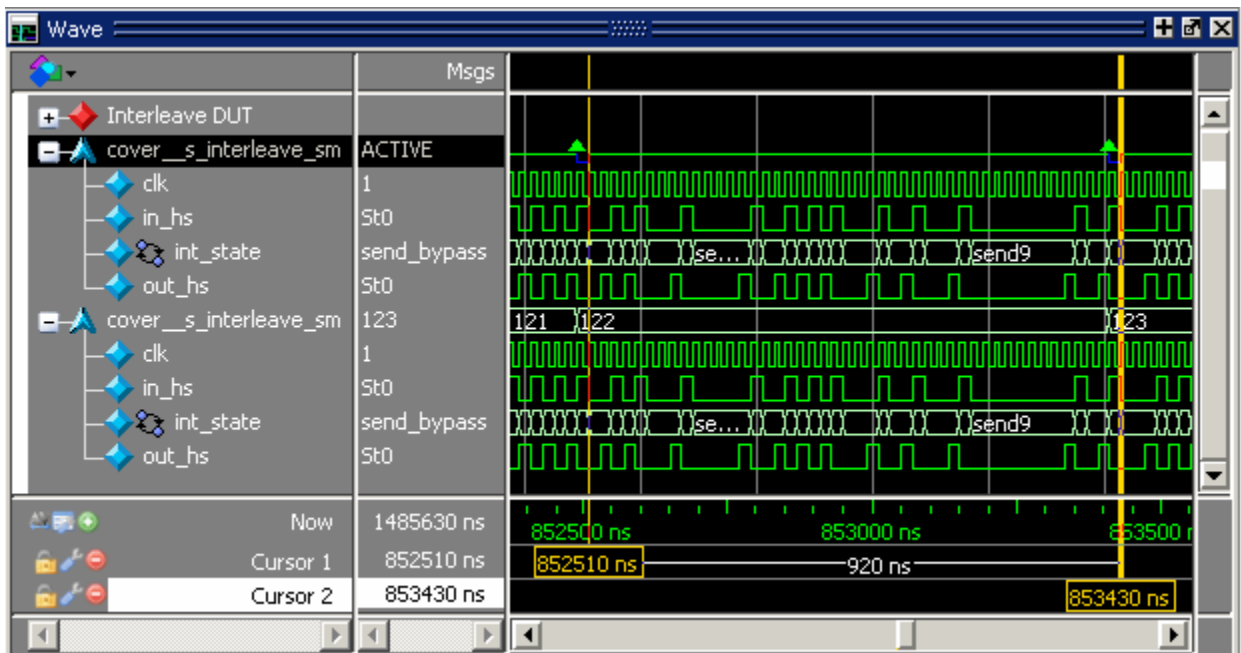 Wave
Msgs
Interleave DUT
cover__s_interleave_sm ACTIVE
clk 1
in_hs St0
int_state send_bypass se... send9
out_hs St0
cover__s_interleave_sm 123 121 122 123
clk 1
in_hs St0
int_state send_bypass se... send9
out_hs St0
Now 1485630 ns 852500 ns 853000 ns 853500 n
Cursor 1 852510 ns 852510 ns 920 ns
Cursor 2 853430 ns 853430 ns